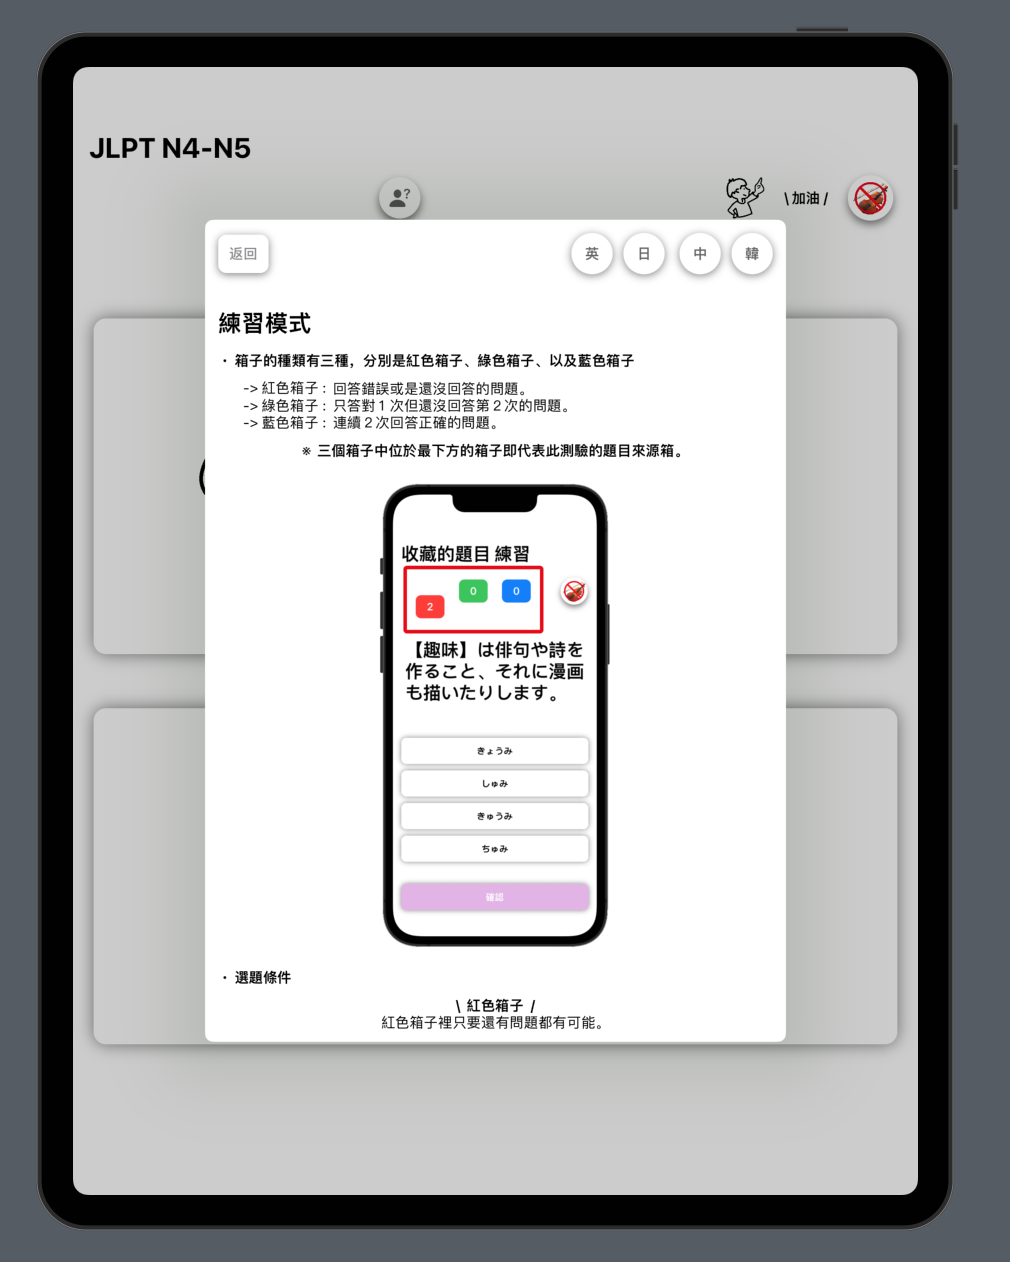 JLPT N4-N5
?
\ 加油 /
返回
英 日 中 韓
練習模式
・ 箱子的種類有三種，分別是紅色箱子、綠色箱子、以及藍色箱子
-> 紅色箱子： 回答錯誤或是還沒回答的問題。
-> 綠色箱子： 只答對 1 次但還沒回答第 2 次的問題。
-> 藍色箱子： 連續 2 次回答正確的問題。
※ 三個箱子中位於最下方的箱子即代表此測驗的題目來源箱。
收藏的題目 練習
2 0 0
【趣味】は俳句や詩を
作ること、それに漫画
も描いたりします。
きょうみ
しゅみ
きゅうみ
ちゅみ
確認
・ 選題條件
\ 紅色箱子 /
紅色箱子裡只要還有問題都有可能。